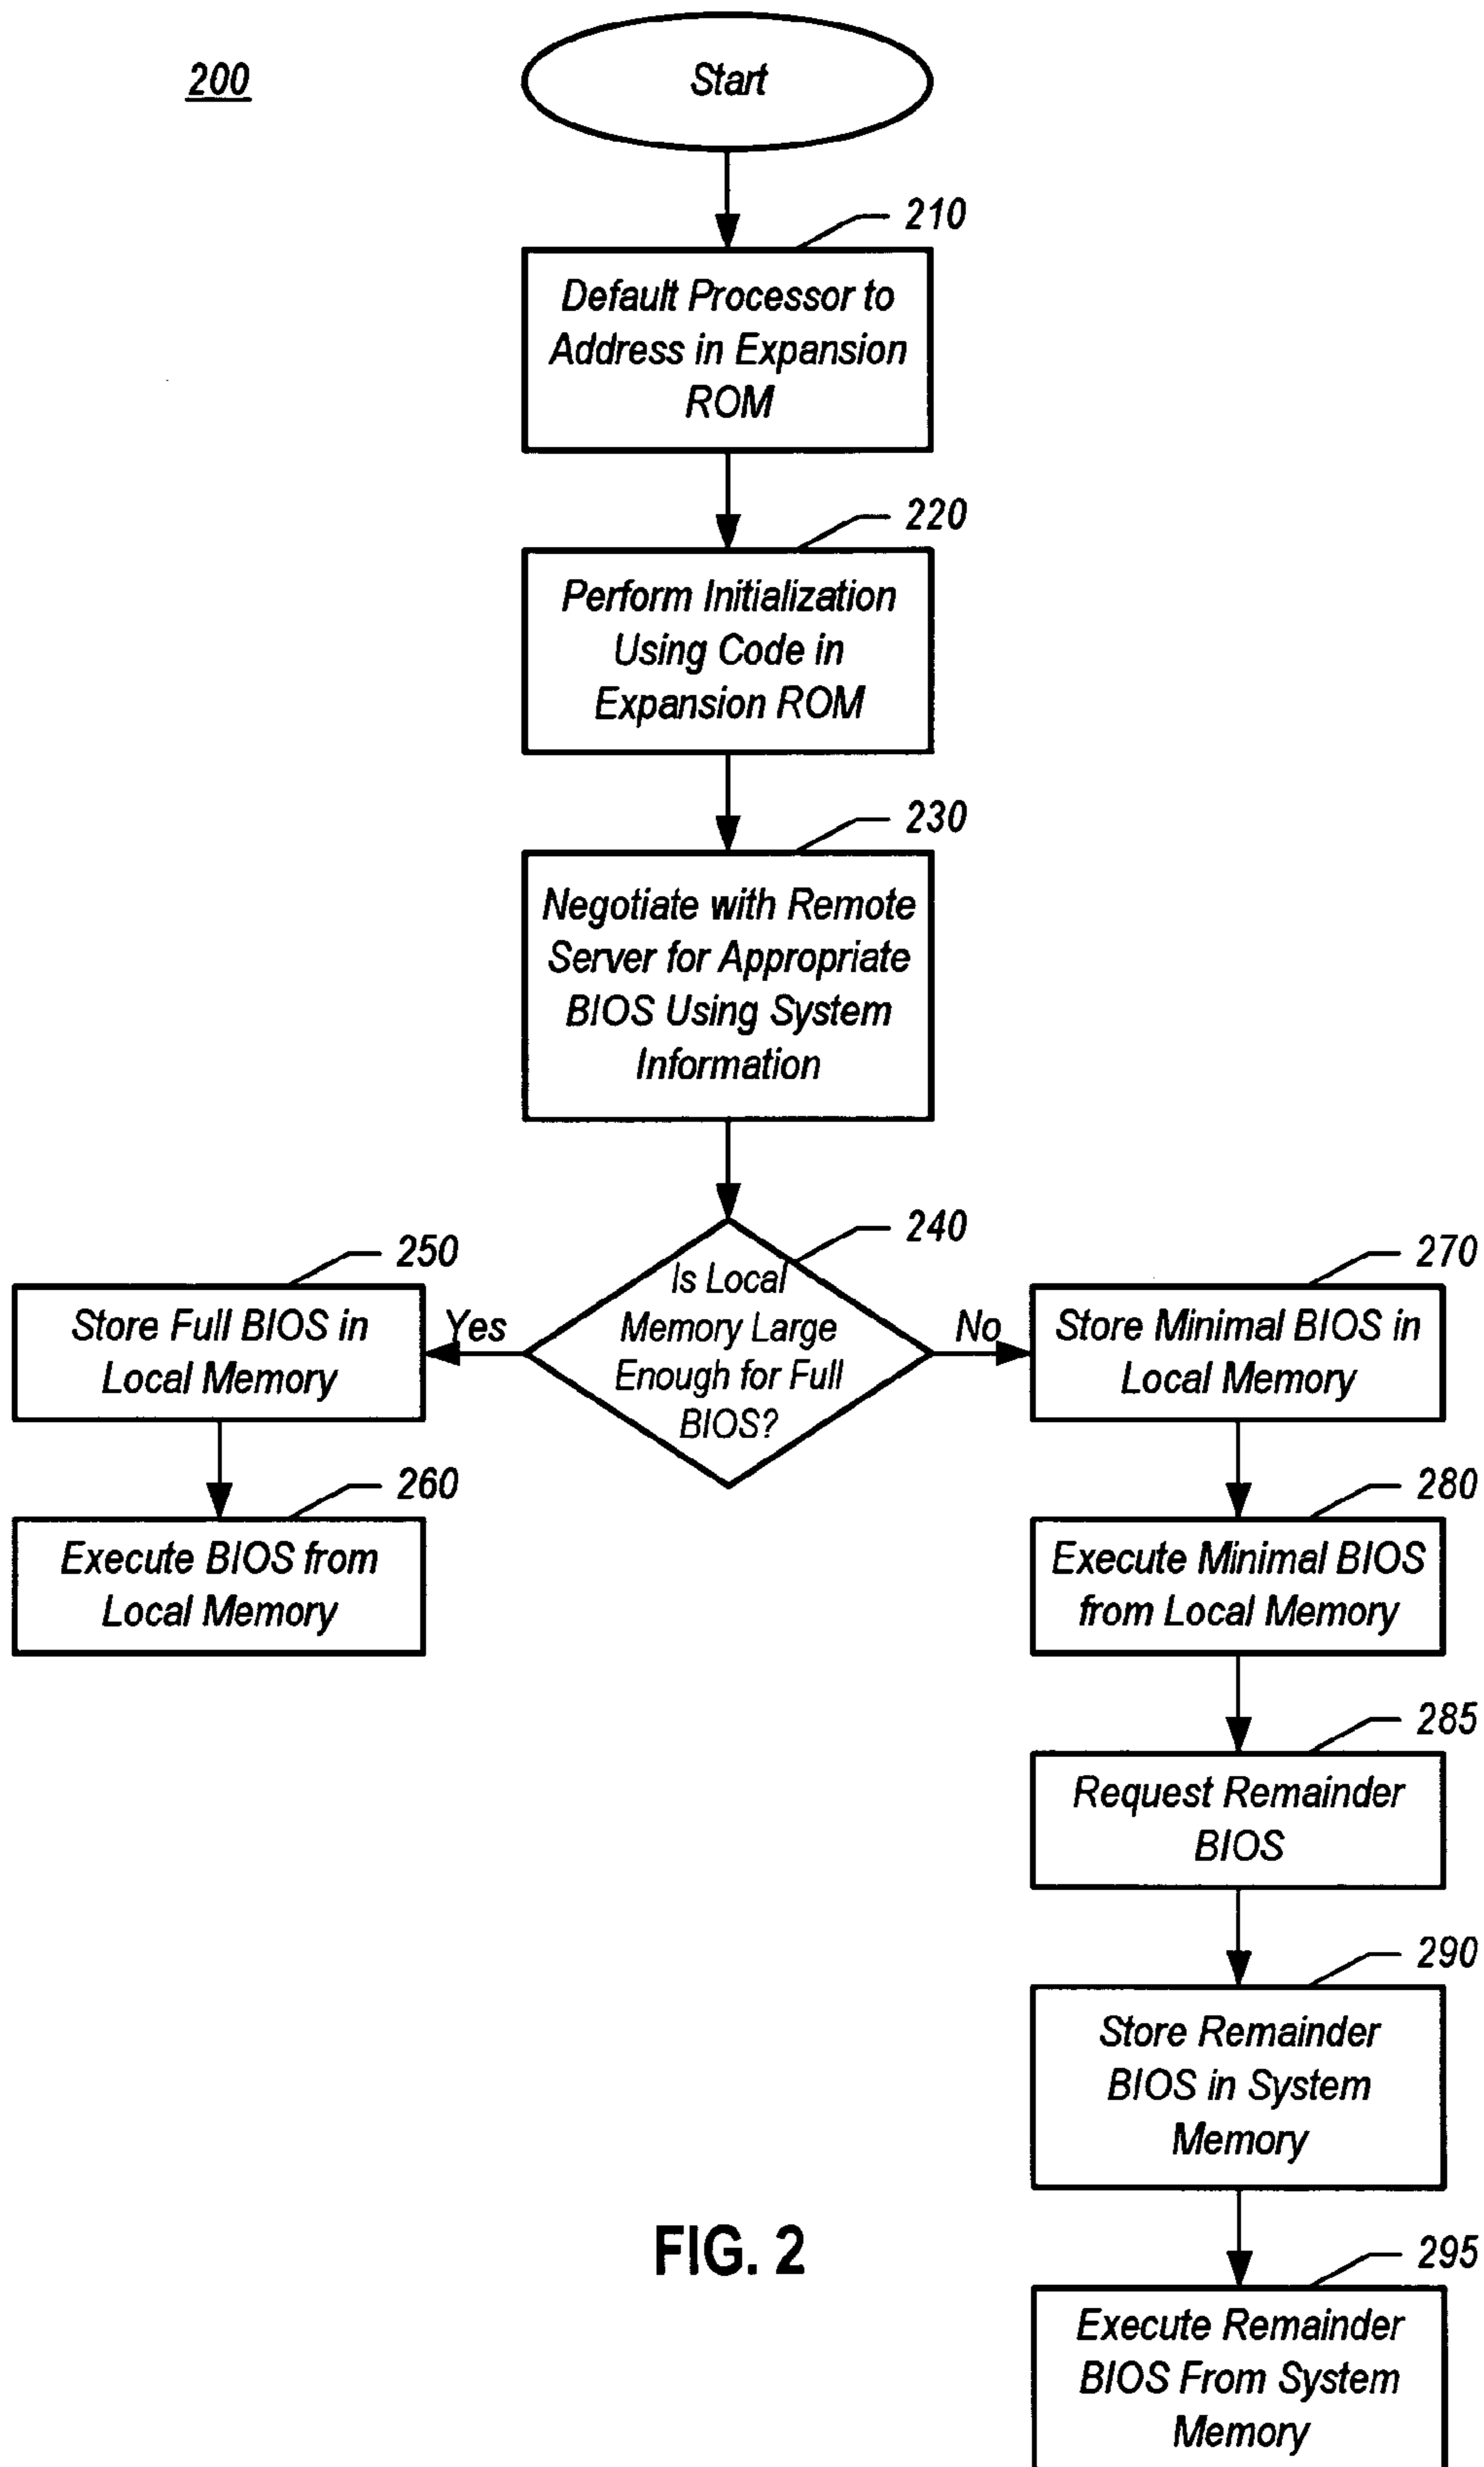 200
Start
210
Default Processor to
Address in Expansion
ROM
220
Perform Initialization
Using Code in
Expansion ROM
230
Negotiate with Remote
Server for Appropriate
BIOS Using System
Information
240
Is Local
Memory Large
Enough for Full
BIOS?
Yes
No
250
Store Full BIOS in
Local Memory
260
Execute BIOS from
Local Memory
270
Store Minimal BIOS in
Local Memory
280
Execute Minimal BIOS
from Local Memory
285
Request Remainder
BIOS
290
Store Remainder
BIOS in System
Memory
295
Execute Remainder
BIOS From System
Memory
FIG. 2